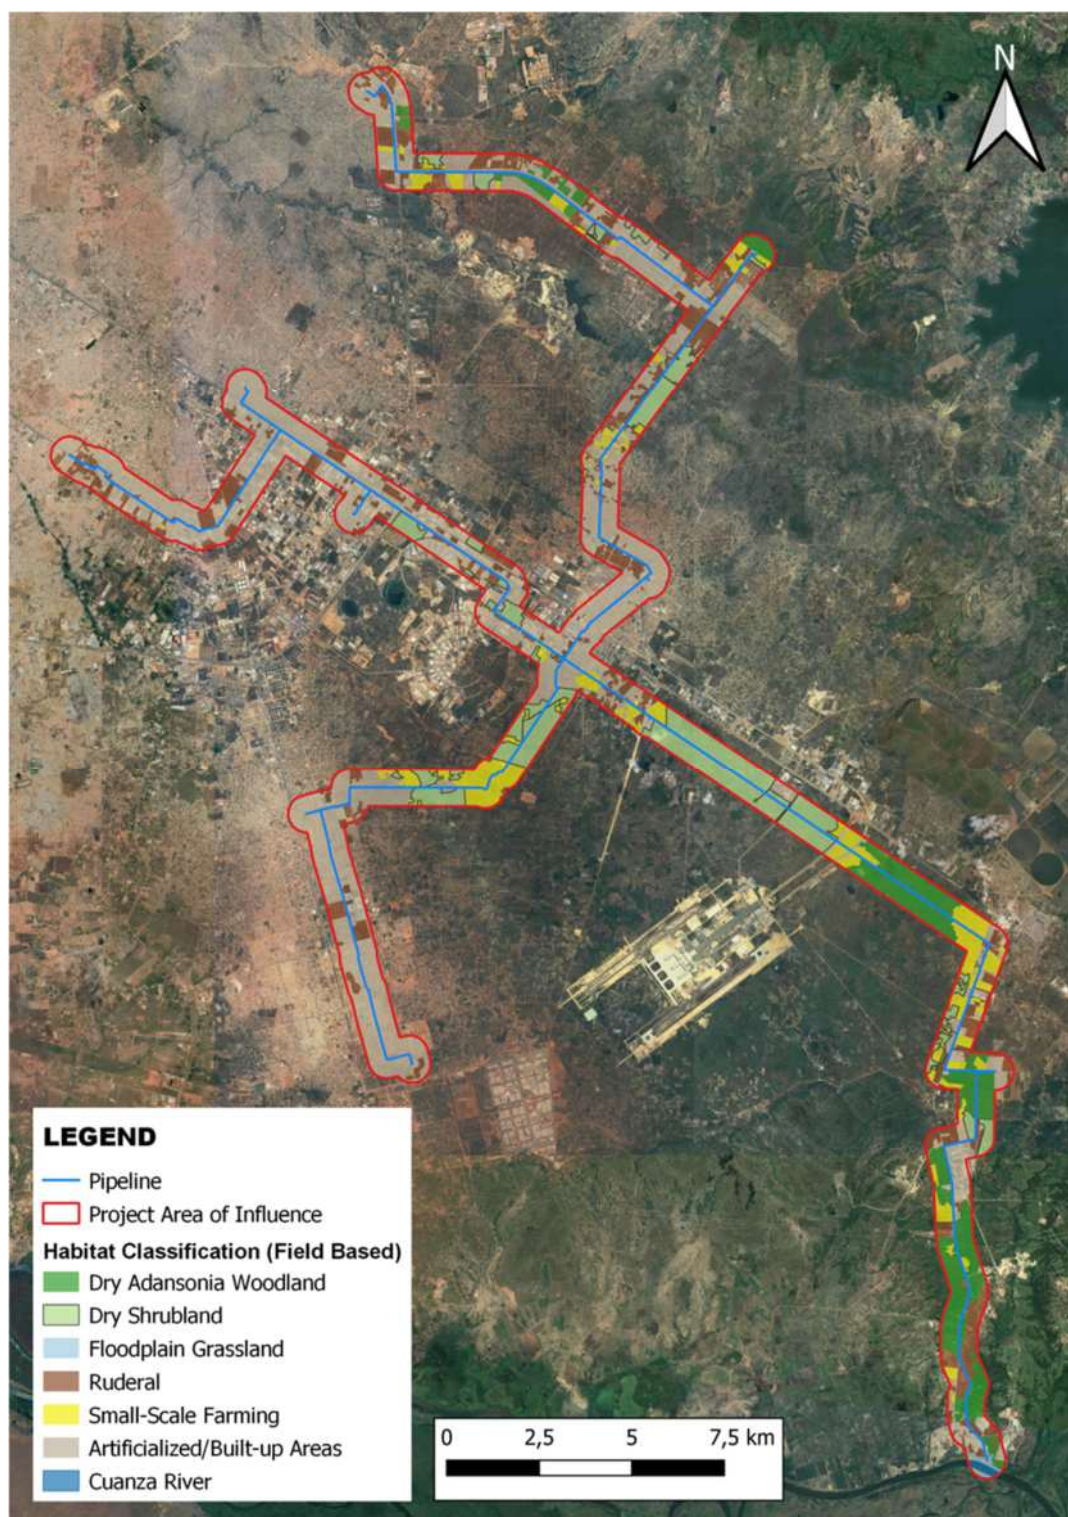 N
LEGEND
Pipeline
Project Area of Influence
Habitat Classification (Field Based)
Dry Adansonia Woodland
Dry Shrubland
Floodplain Grassland
Ruderal
Small-Scale Farming
Artificialized/Built-up Areas
Cuanza River
0 2,5 5 7,5 km